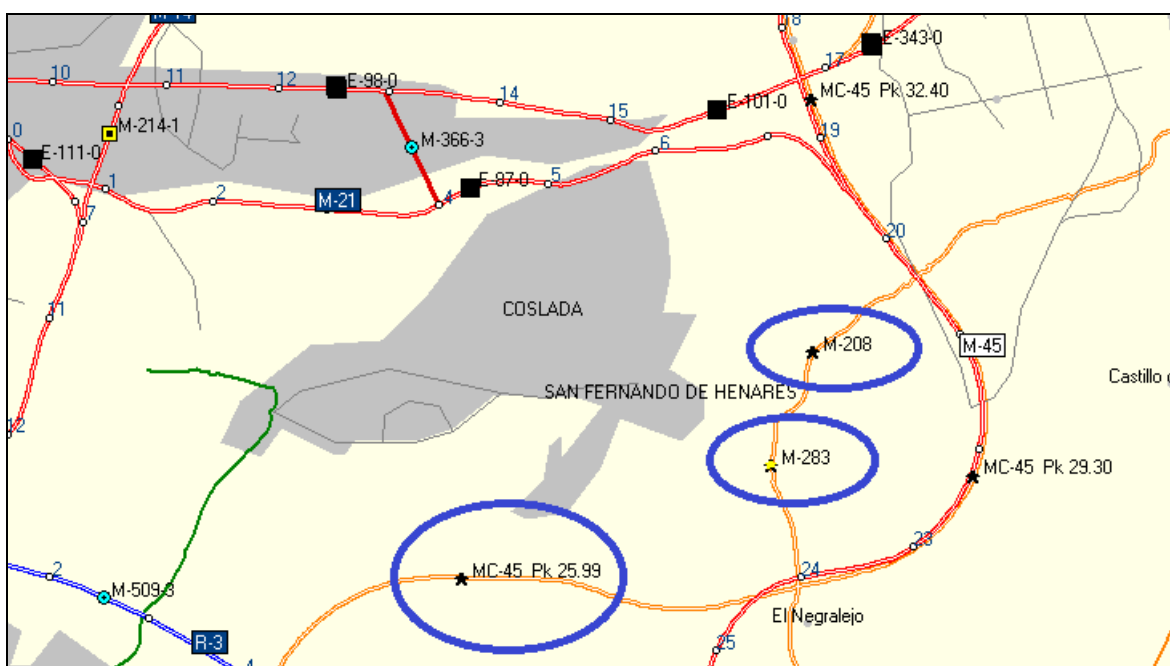 M-14
18
E-343-0
17
10
11
12
E-98-0
MC-45 Pk 32.40
14
E-101-0
15
0
M-214-1
19
M-366-3
6
E-111-0
E-87-0
5
1
2
M-21
4
7
20
11
COSLADA
M-208
M-45
Castillo
SAN FERNANDO DE HENARES
12
M-283
MC-45 Pk 29.30
23
2
MC-45 Pk 25.99
24
M-509-3
El Negralejo
R-3
25
4